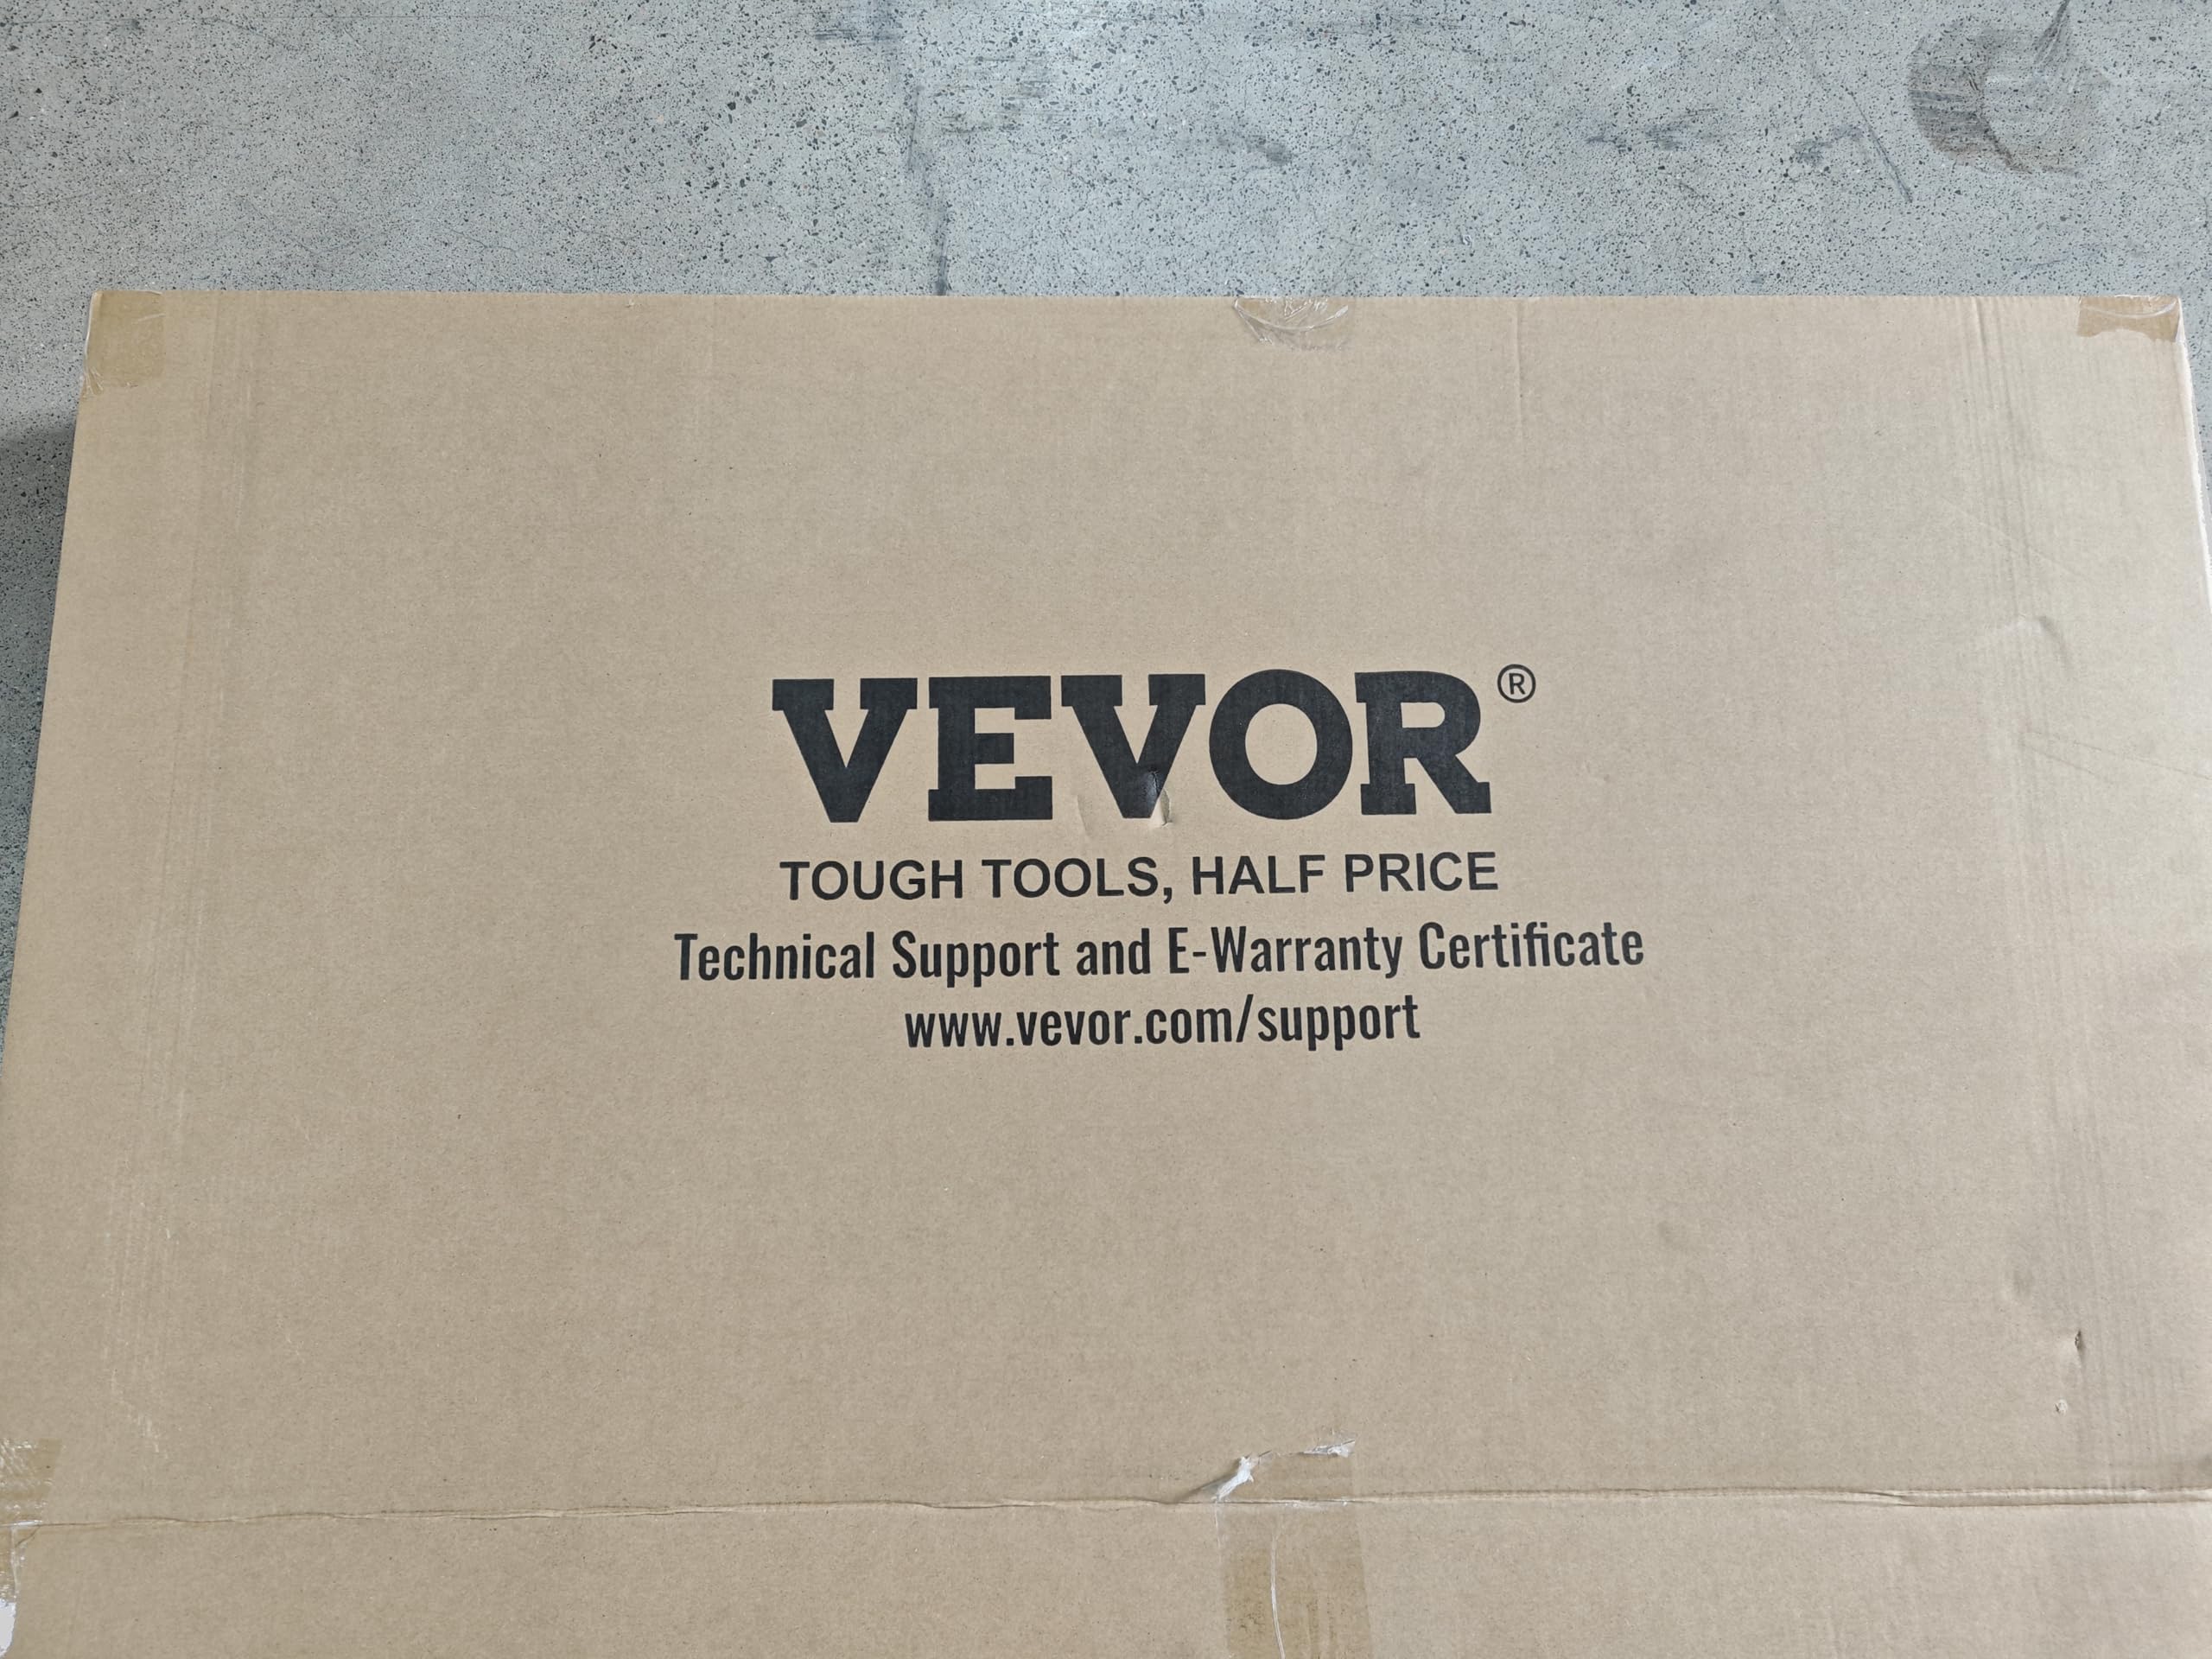 VEVOR®
TOUGH TOOLS, HALF PRICE
Technical Support and E-Warranty Certificate
www.vevor.com/support